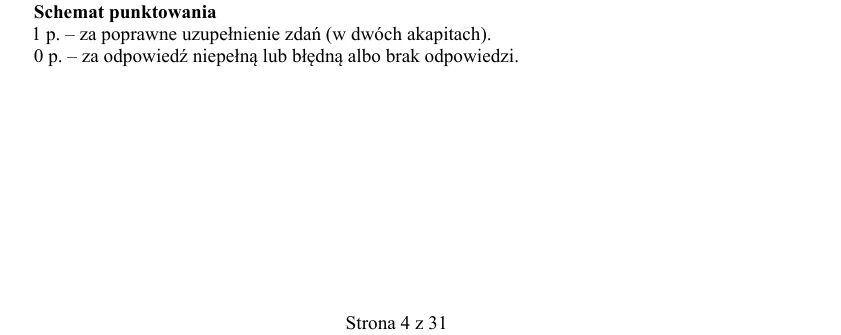 Schemat punktowania
1 p. – za poprawne uzupełnienie zdań (w dwóch akapitach).
0 p. – za odpowiedź niepełną lub błędną albo brak odpowiedzi.
Strona 4 z 31